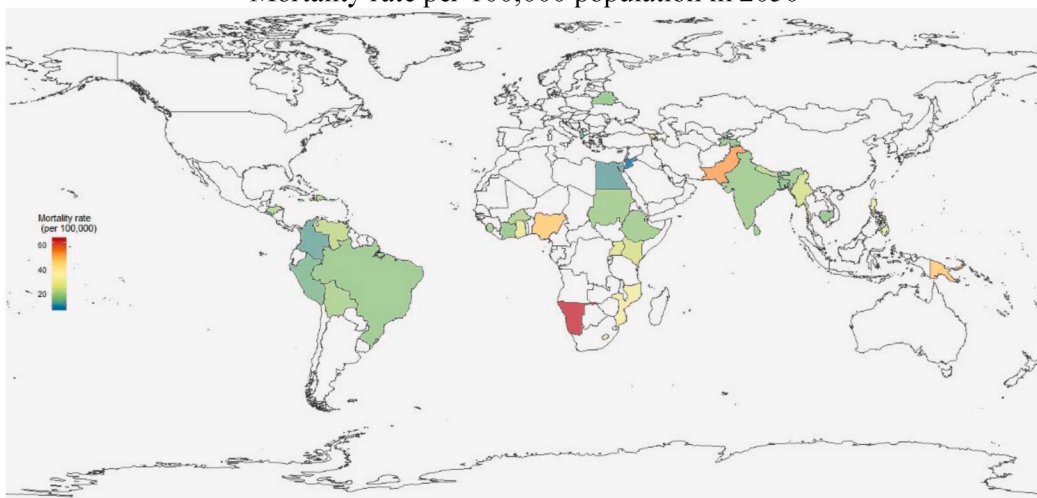 Mortality rate per 100,000 population in 2030
Mortality rate
(per 100,000)
60
40
20